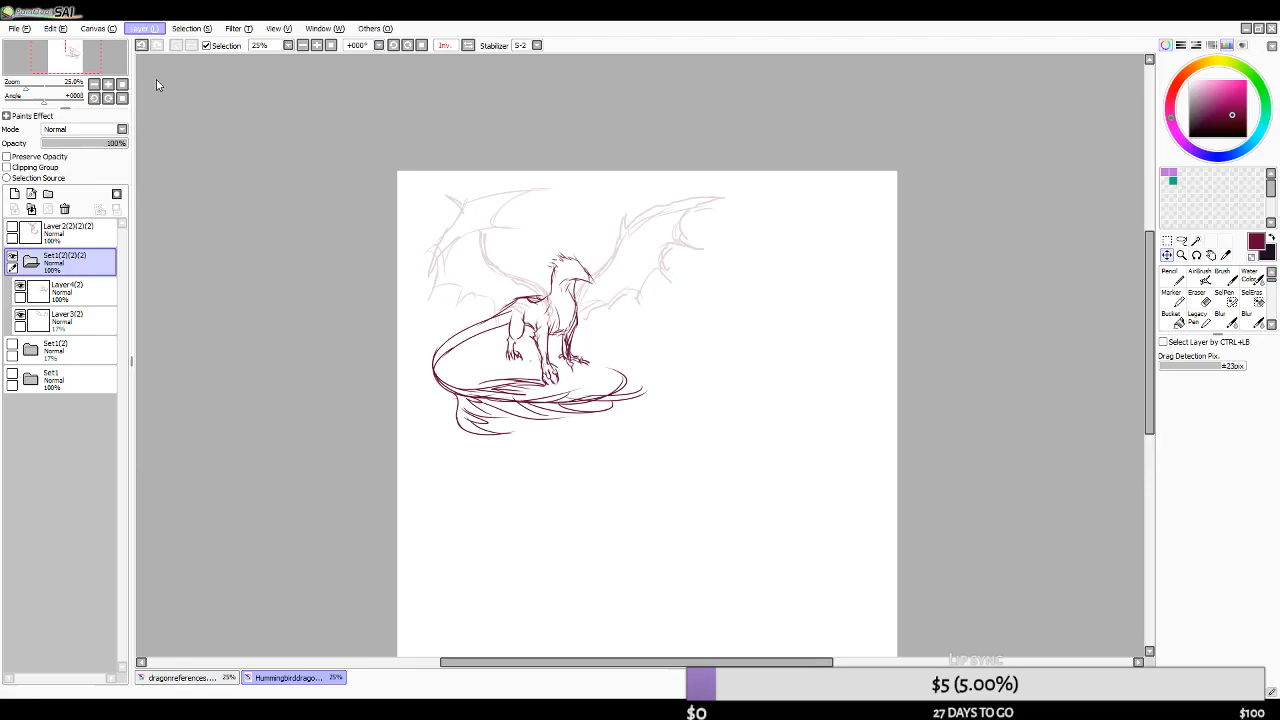 PaintTool SAI
File (F) Edit (E) Canvas (C) Layer (L) Selection (S) Filter (T) View (V) Window (W) Others (O)
Selection 25% +000° Inv. Stabilizer S-2
Zoom 25.0%
Angle +000θ
Paints Effect
Mode Normal
Opacity 100%
Preserve Opacity
Clipping Group
Selection Source
Layer2(2)(2)(2)
Normal
100%
Set1(2)(2)(2)
Normal
100%
Layer4(2)
Normal
100%
Layer3(2)
Normal
17%
Set1(2)
Normal
17%
Set1
Normal
100%
Pencil AirBrush Brush Water Color
Marker Eraser SelPen SelEras
Bucket Legacy Pen Blur Blur
Select Layer by CTRL+LB
Drag Detection Pix.
±23pix
dragonreferences.... 25% Hummingbirddrago... 25%
LIP SYNC
$5 (5.00%)
$0 27 DAYS TO GO $100